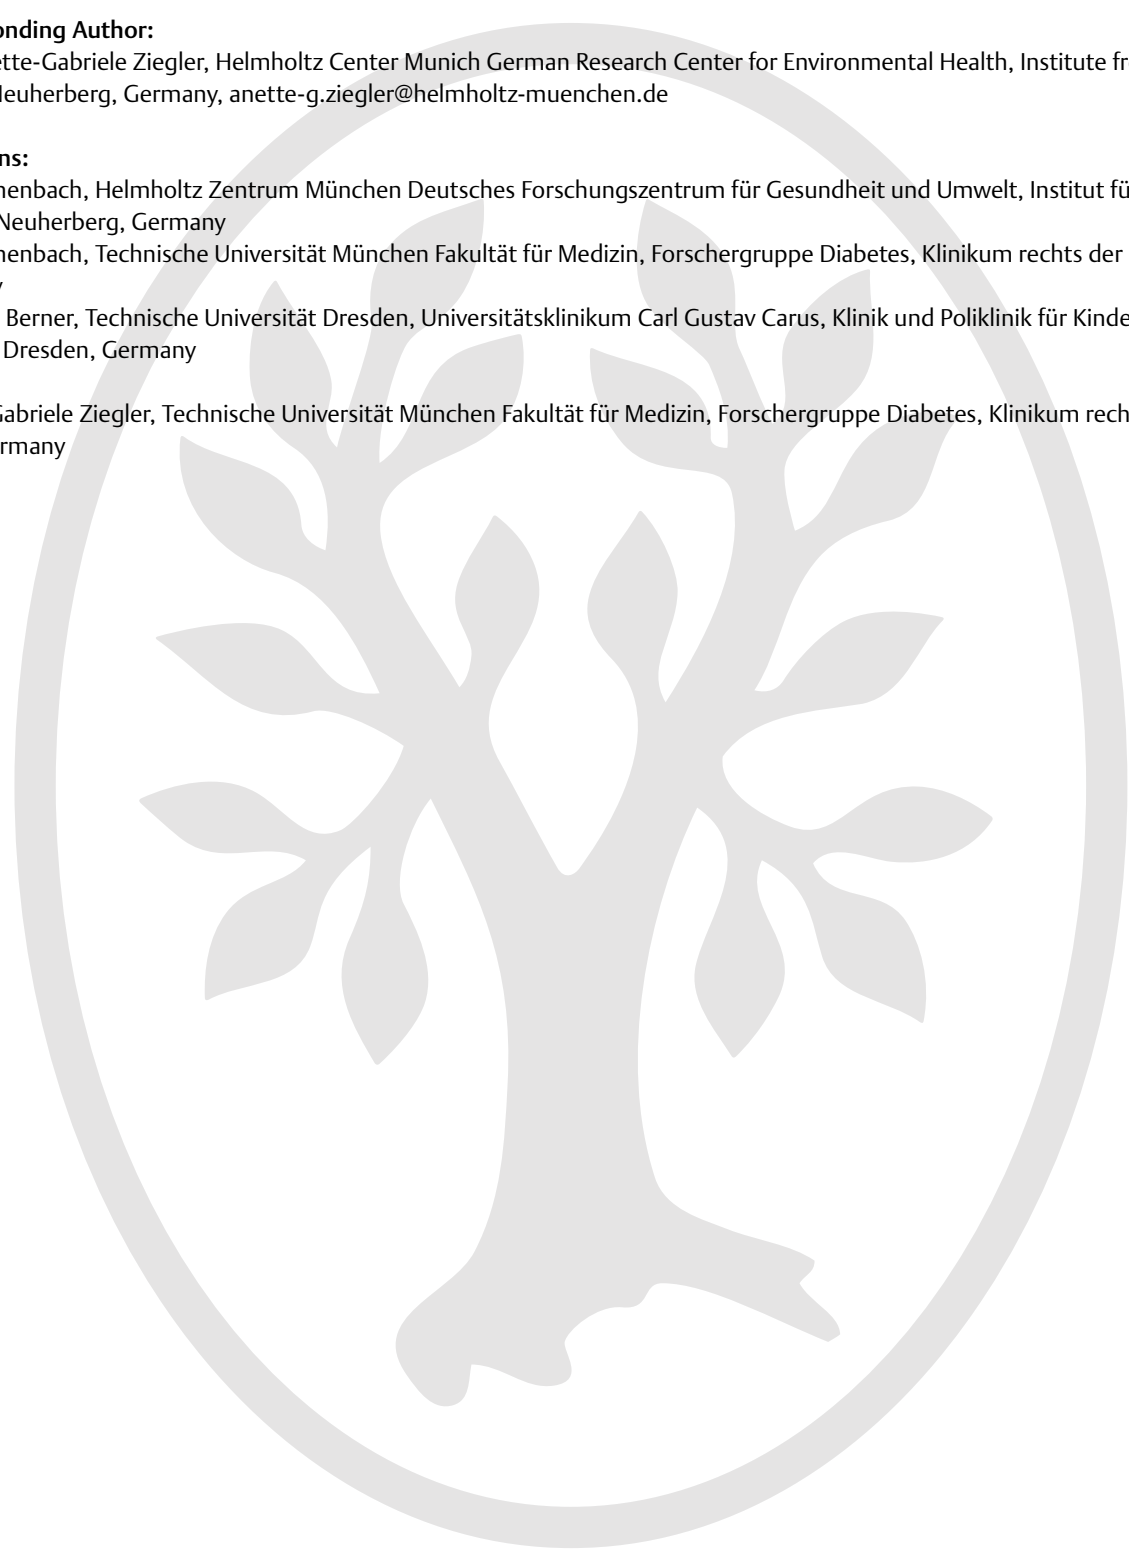 onding Author:
ette-Gabriele Ziegler, Helmholtz Center Munich German Research Center for Environmental Health, Institute fr
Neuherberg, Germany, anette-g.ziegler@helmholtz-muenchen.de
ns:
nenbach, Helmholtz Zentrum München Deutsches Forschungszentrum für Gesundheit und Umwelt, Institut fü
Neuherberg, Germany
nenbach, Technische Universität München Fakultät für Medizin, Forschergruppe Diabetes, Klinikum rechts der
y
Berner, Technische Universität Dresden, Universitätsklinikum Carl Gustav Carus, Klinik und Poliklinik für Kinde
Dresden, Germany
Gabriele Ziegler, Technische Universität München Fakultät für Medizin, Forschergruppe Diabetes, Klinikum rech
rmany